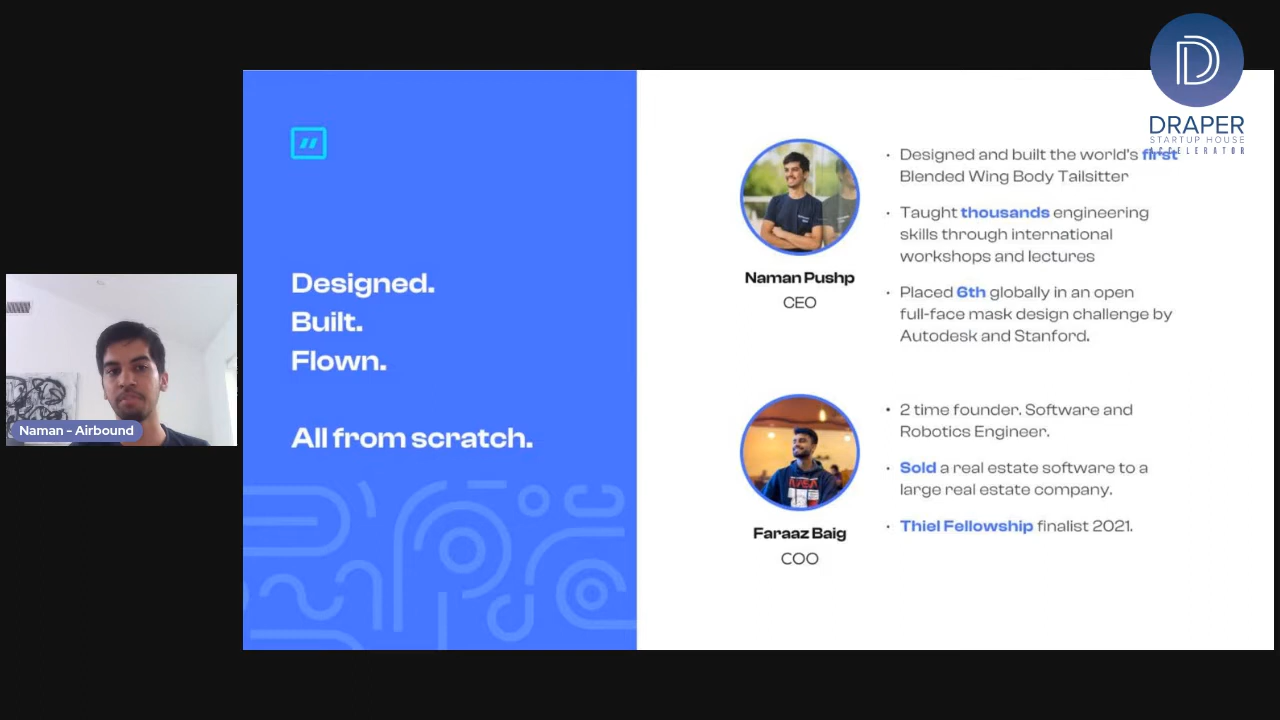 DRAPER
STARTUP HOUSE
ACCELERATOR
Designed.
Built.
Flown.
All from scratch.
Naman Pushp
CEO
• Designed and built the world's first
Blended Wing Body Tailsitter
• Taught thousands engineering
skills through international
workshops and lectures
• Placed 6th globally in an open
full-face mask design challenge by
Autodesk and Stanford.
Faraaz Baig
COO
• 2 time founder. Software and
Robotics Engineer.
• Sold a real estate software to a
large real estate company.
• Thiel Fellowship finalist 2021.
Naman - Airbound